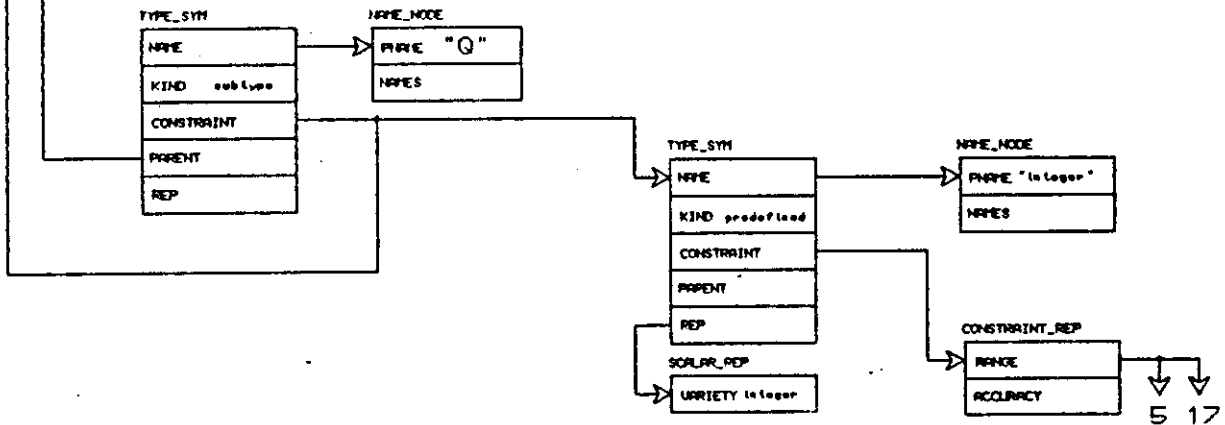 TYPE_SYM
NAME
KIND subtype
CONSTRAINT
PARENT
REP
NAME_NODE
PNAME "Q"
NAMES
TYPE_SYM
NAME
KIND predefined
CONSTRAINT
PARENT
REP
NAME_NODE
PNAME "integer"
NAMES
SCALAR_REP
VARIETY integer
CONSTRAINT_REP
RANGE
ACCURACY
5 17